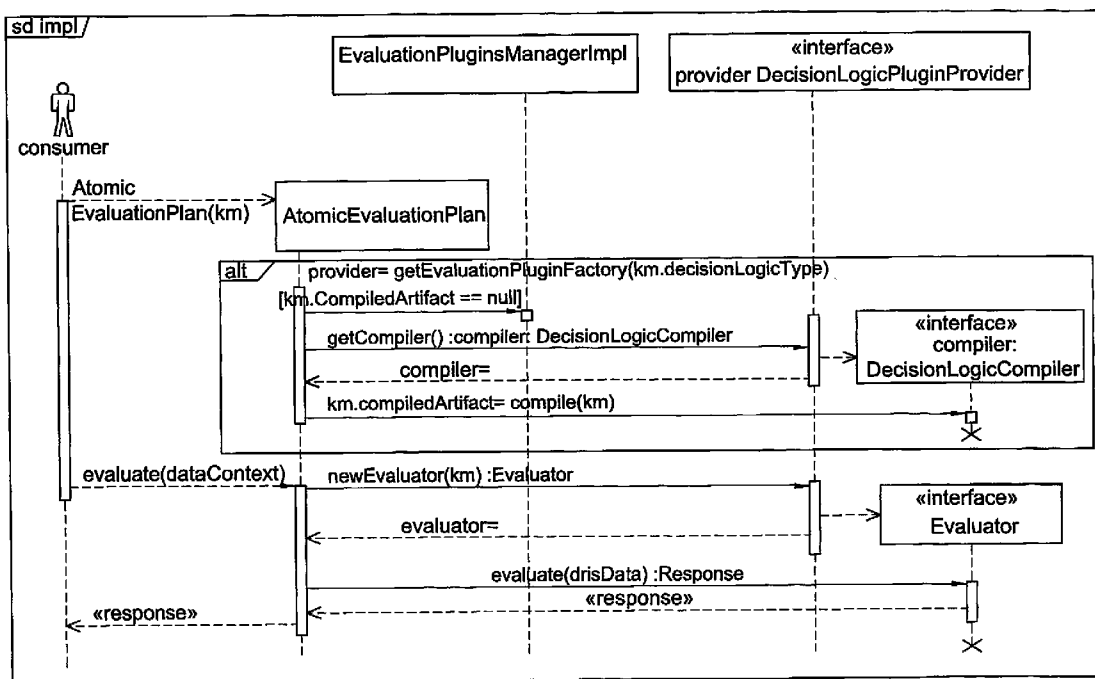 sd impl
EvaluationPluginsManagerImpl
«interface»
provider DecisionLogicPluginProvider
consumer
Atomic
EvaluationPlan(km)
AtomicEvaluationPlan
alt
provider= getEvaluationPluginFactory(km.decisionLogicType)
[km.CompiledArtifact == null]
getCompiler() :compiler: DecisionLogicCompiler
«interface»
compiler:
DecisionLogicCompiler
compiler=
km.compiledArtifact= compile(km)
evaluate(dataContext)
newEvaluator(km) :Evaluator
«interface»
Evaluator
evaluator=
evaluate(drisData) :Response
«response»
«response»